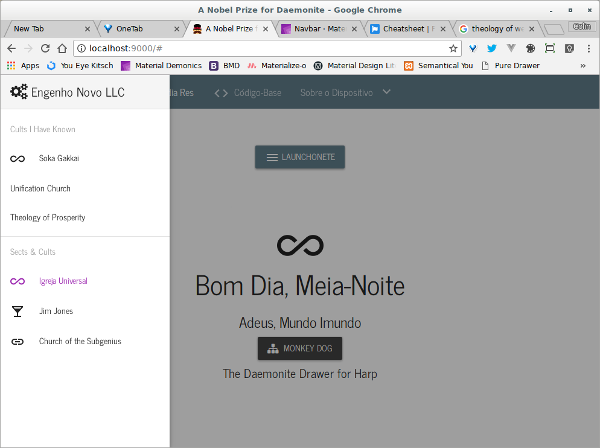 A Nobel Prize for Daemonite - Google Chrome
New Tab
OneTab
A Nobel Prize f
Navbar - Mate
Cheatsheet | F
theology of we
Colin
localhost:9000/#
Apps
You Eye Kitsch
Material Demonics
BMD
Materialize-o
Material Design Lit
Semantical You
Pure Drawer
»
Engenho Novo LLC
dia Res
Código-Base
Sobre o Dispositivo
Cults I Have Known
Soka Gakkai
Unification Church
Theology of Prosperity
Sects & Cults
Igreja Universal
Jim Jones
Church of the Subgenius
LAUNCHONETE
Bom Dia, Meia-Noite
Adeus, Mundo Imundo
MONKEY DOG
The Daemonite Drawer for Harp